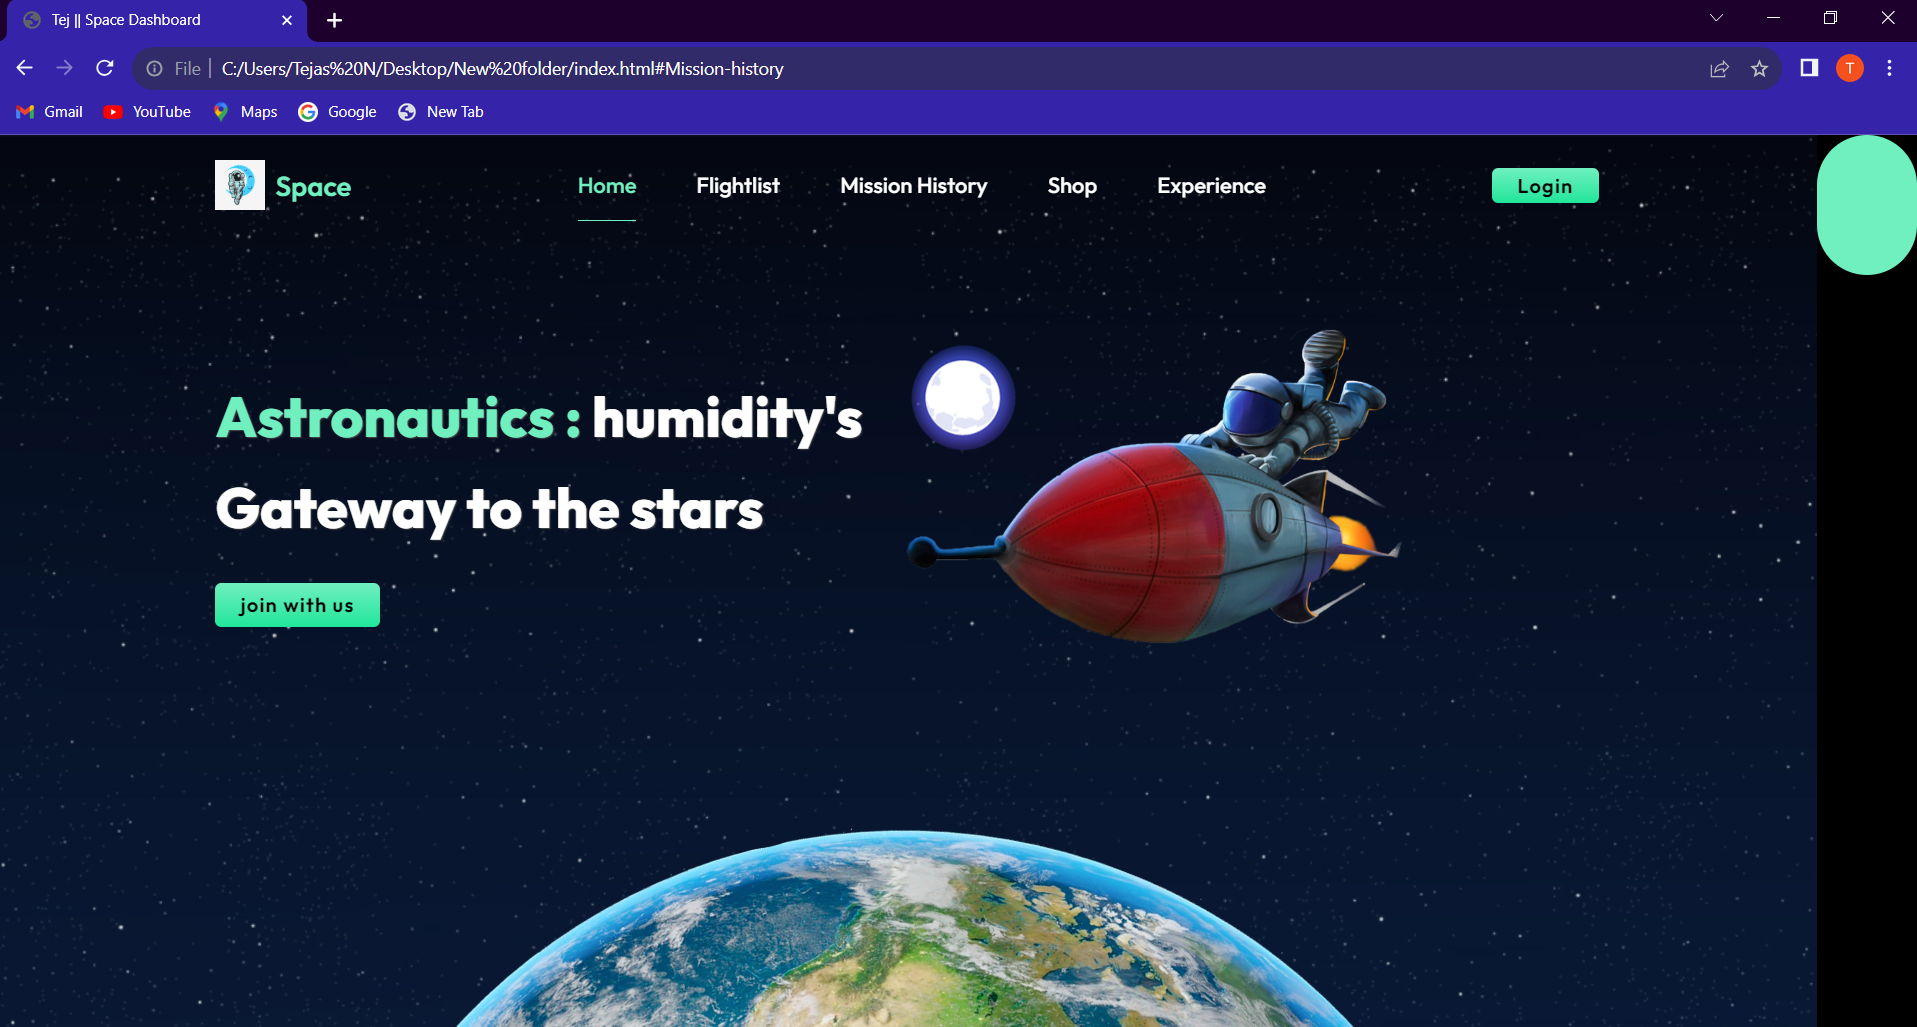 Tej || Space Dashboard
File | C:/Users/Tejas%20N/Desktop/New%20folder/index.html#Mission-history
T
Gmail YouTube Maps Google New Tab
Space Home Flightlist Mission History Shop Experience Login
Astronautics : humidity's
Gateway to the stars
join with us